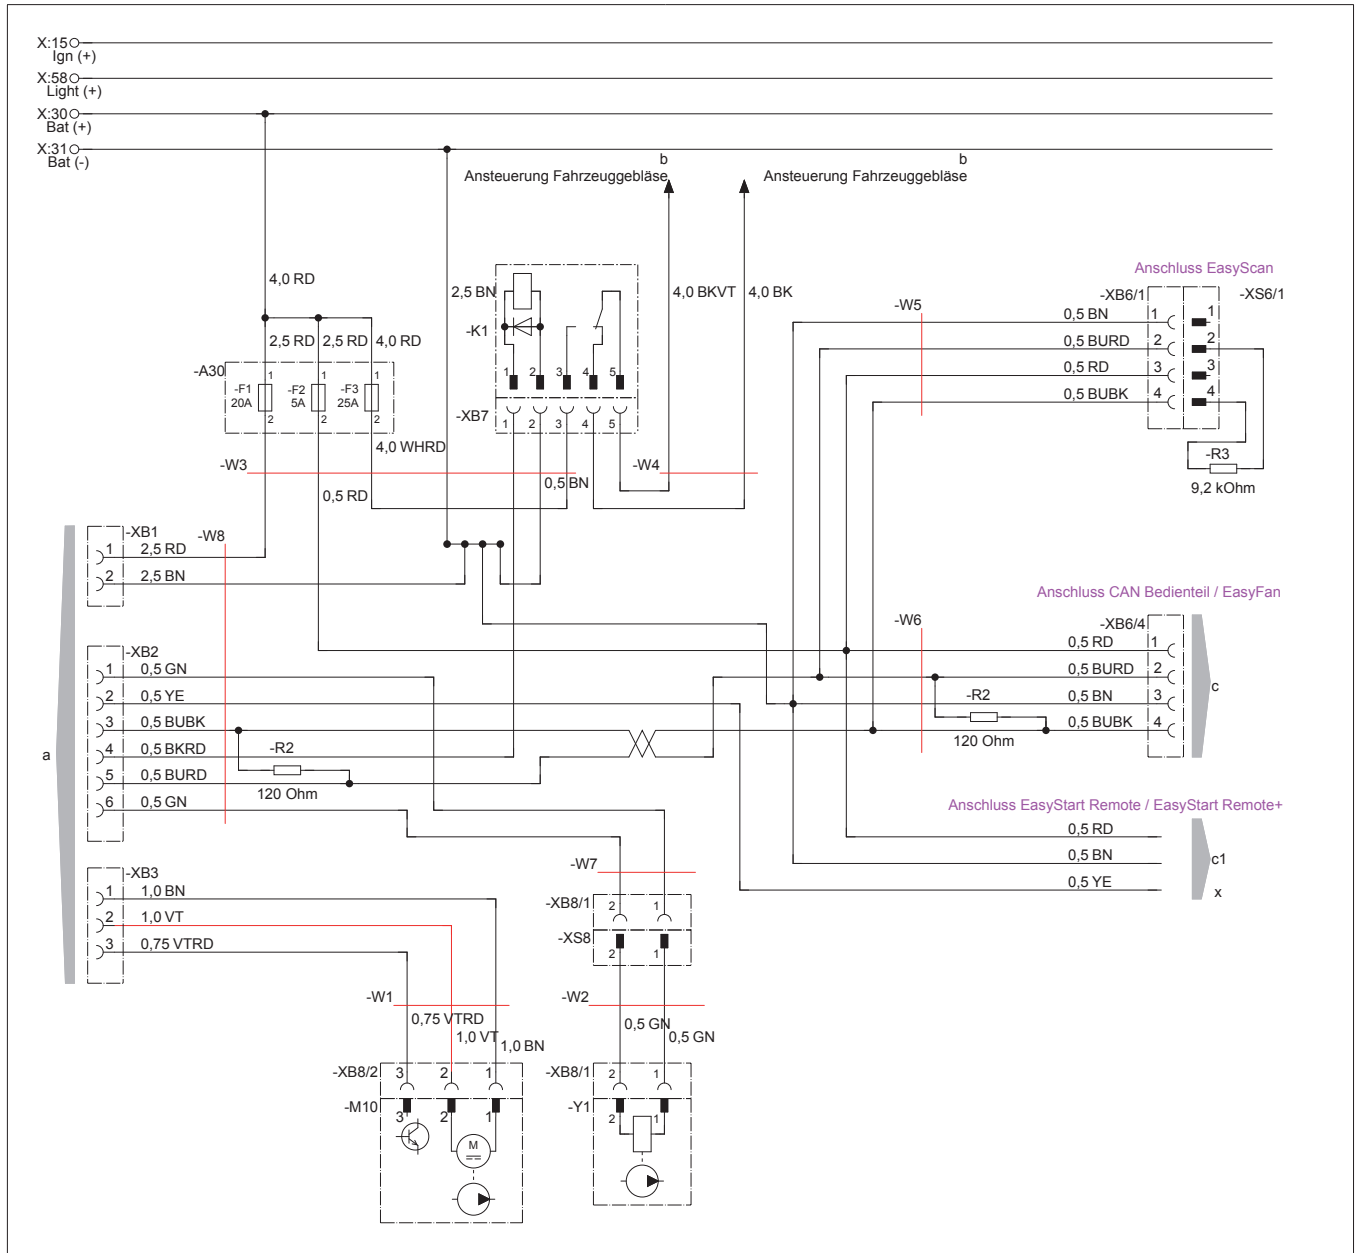 X:15
Ign (+)
X:58
Light (+)
X:30
Bat (+)
X:31
Bat (-)
b
b
Ansteuerung Fahrzeuggebläse
Ansteuerung Fahrzeuggebläse
4,0 RD
2,5 BN
4,0 BKVT
4,0 BK
-K1
1 2 3 4 5
-XB7
1 2 3 4 5
2,5 RD
2,5 RD
4,0 RD
-A30
1
1
1
-F1
20A
-F2
5A
-F3
25A
2
2
2
4,0 WHRD
-W3
-W4
0,5 BN
0,5 RD
Anschluss EasyScan
-XB6/1
-XS6/1
-W5
0,5 BN
1
1
0,5 BURD
2
2
0,5 RD
3
3
0,5 BUBK
4
4
-R3
9,2 kOhm
a
-XB1
-W8
1
2,5 RD
2
2,5 BN
-XB2
1
0,5 GN
2
0,5 YE
3
0,5 BUBK
4
0,5 BKRD
5
0,5 BURD
6
0,5 GN
-R2
120 Ohm
Anschluss CAN Bedienteil / EasyFan
-W6
-XB6/4
0,5 RD
1
0,5 BURD
2
0,5 BN
3
0,5 BUBK
4
-R2
120 Ohm
c
Anschluss EasyStart Remote / EasyStart Remote+
0,5 RD
0,5 BN
0,5 YE
c1
x
-XB3
1
1,0 BN
2
1,0 VT
3
0,75 VTRD
-W7
-XB8/1
2
1
-XS8
2
1
-W1
0,75 VTRD
1,0 VT
1,0 BN
-W2
0,5 GN
0,5 GN
-XB8/2
3 2 1
-M10
3 2 1
M
-XB8/1
2 1
-Y1
2 1